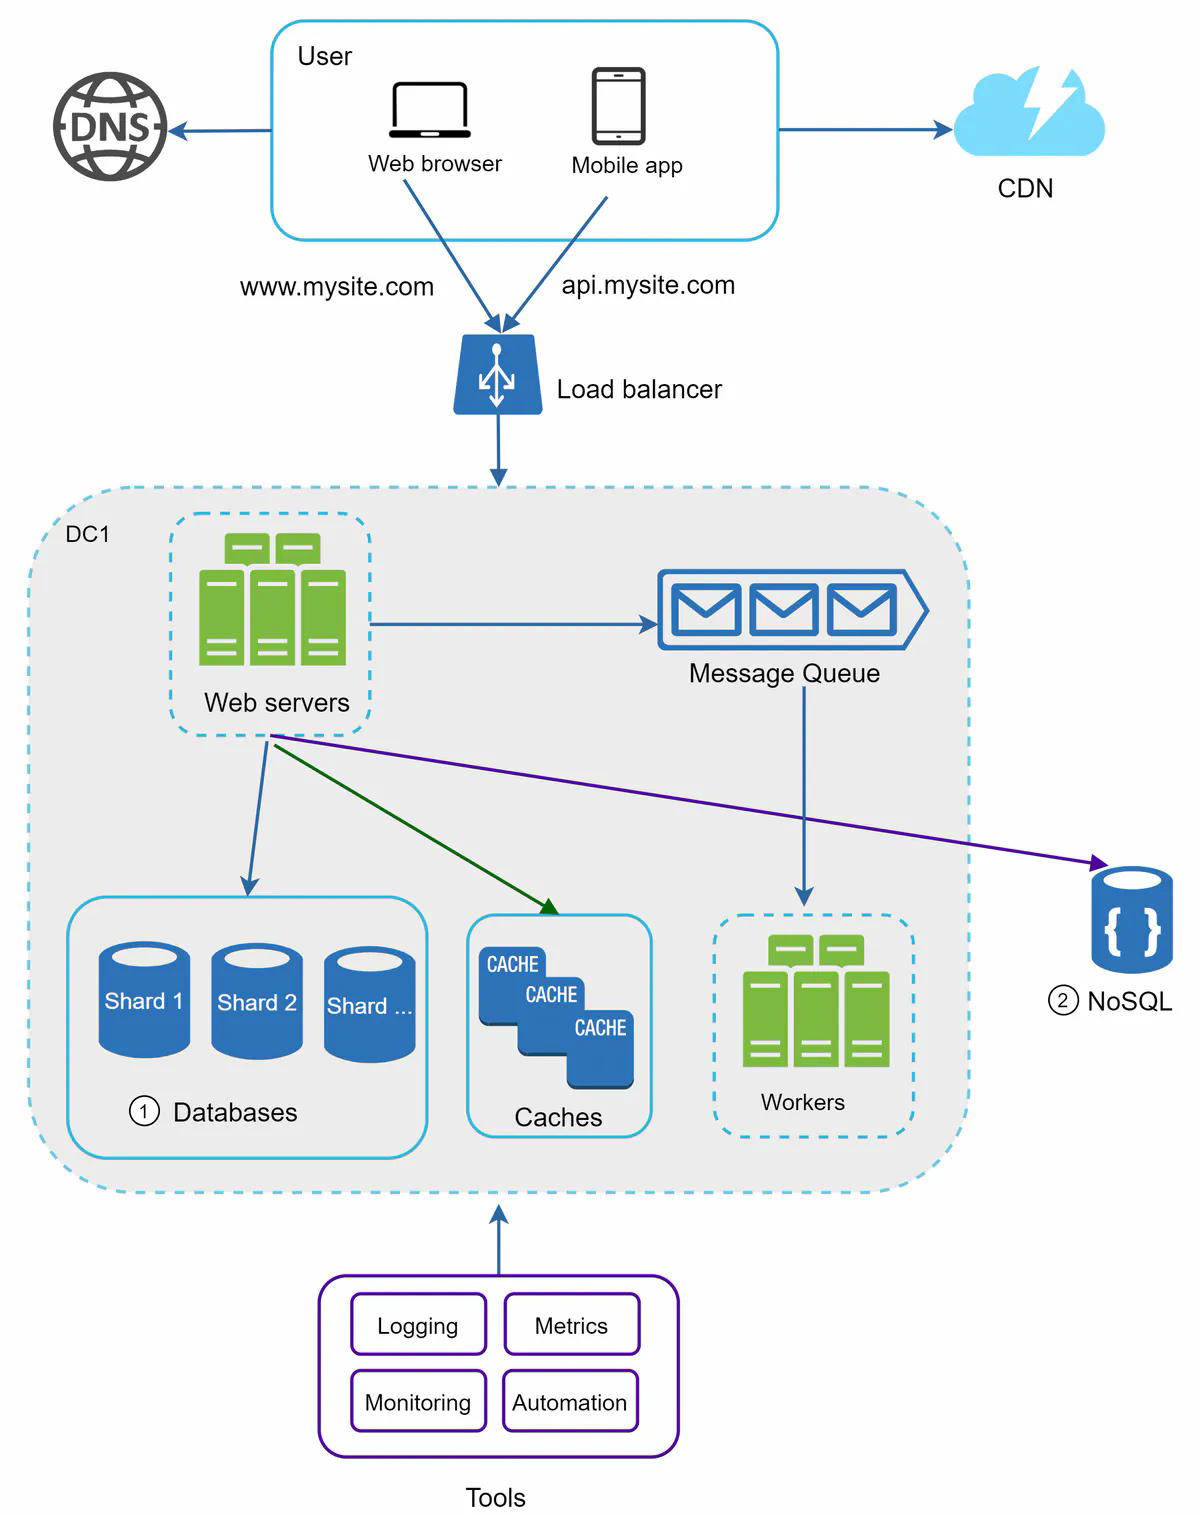 User
DNS
Web browser
Mobile app
CDN
www.mysite.com
api.mysite.com
Load balancer
DC1
Web servers
Message Queue
Shard 1
Shard 2
Shard ...
1 Databases
CACHE
CACHE
CACHE
Caches
Workers
2 NoSQL
Logging
Metrics
Monitoring
Automation
Tools